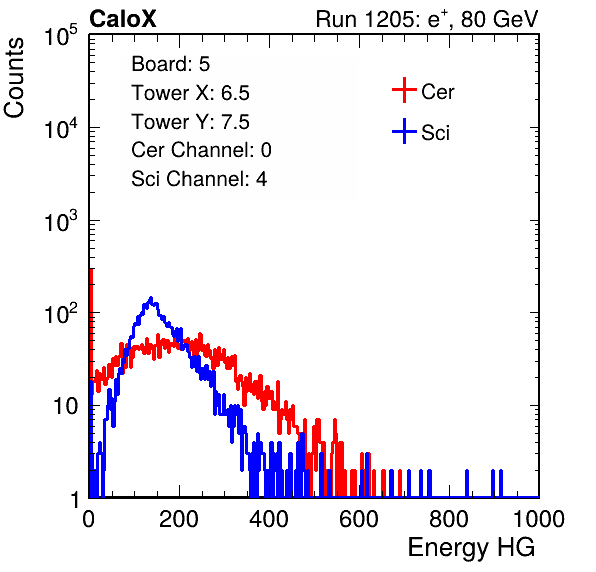 CaloX Run 1205: e⁺, 80 GeV
Counts
Board: 5
Tower X: 6.5
Tower Y: 7.5
Cer Channel: 0
Sci Channel: 4
Cer
Sci
10⁵
10⁴
10³
10²
10
1
0 200 400 600 800 1000
Energy HG